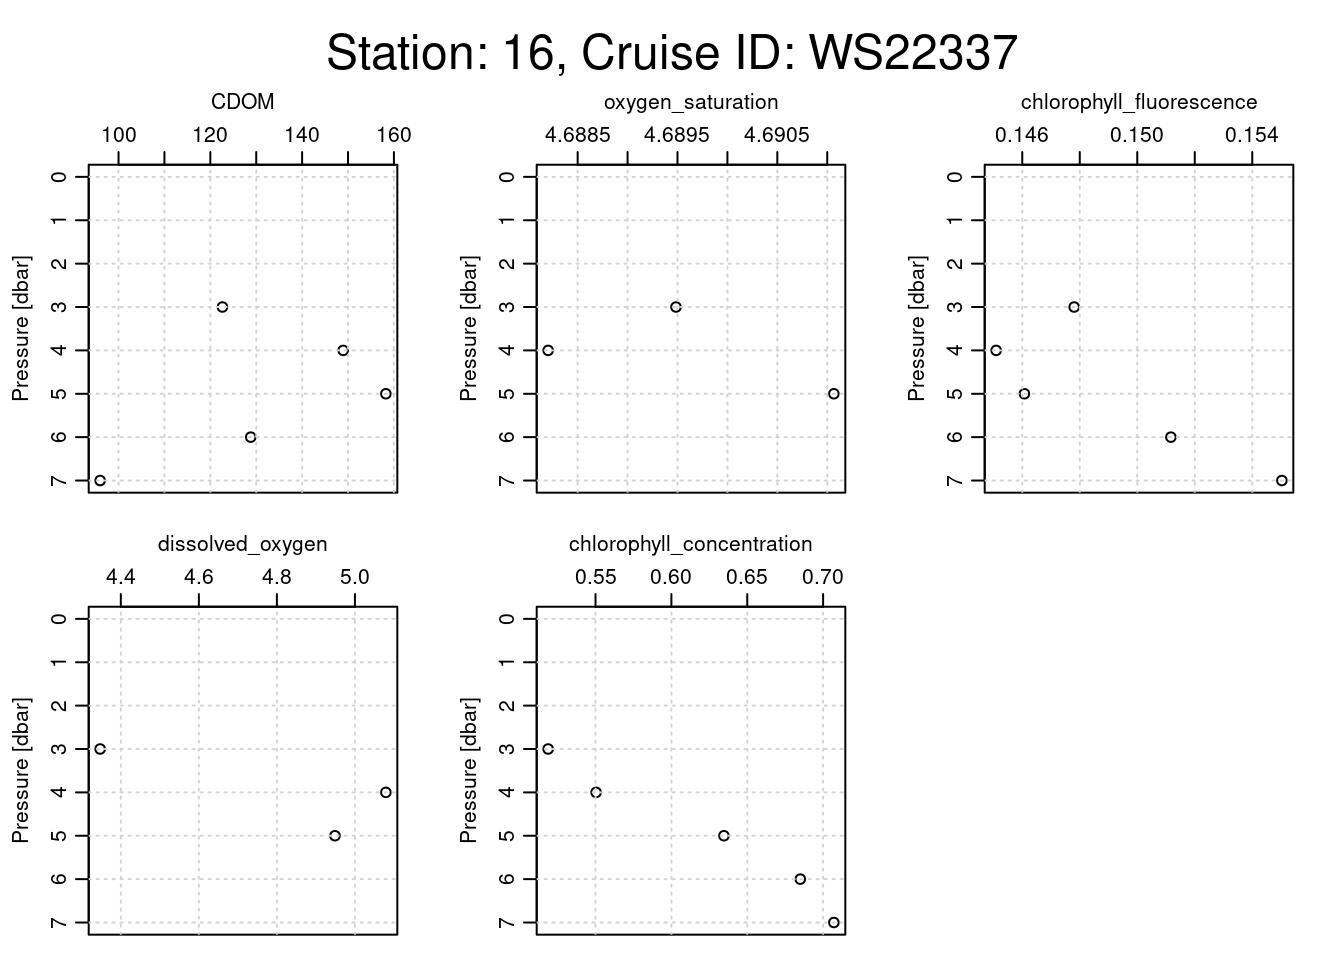 Station: 16, Cruise ID: WS22337
CDOM
100 120 140 160
0
1
2
3
4
5
6
7
Pressure [dbar]
oxygen_saturation
4.6885 4.6895 4.6905
0
1
2
3
4
5
6
7
Pressure [dbar]
chlorophyll_fluorescence
0.146 0.150 0.154
0
1
2
3
4
5
6
7
Pressure [dbar]
dissolved_oxygen
4.4 4.6 4.8 5.0
0
1
2
3
4
5
6
7
Pressure [dbar]
chlorophyll_concentration
0.55 0.60 0.65 0.70
0
1
2
3
4
5
6
7
Pressure [dbar]